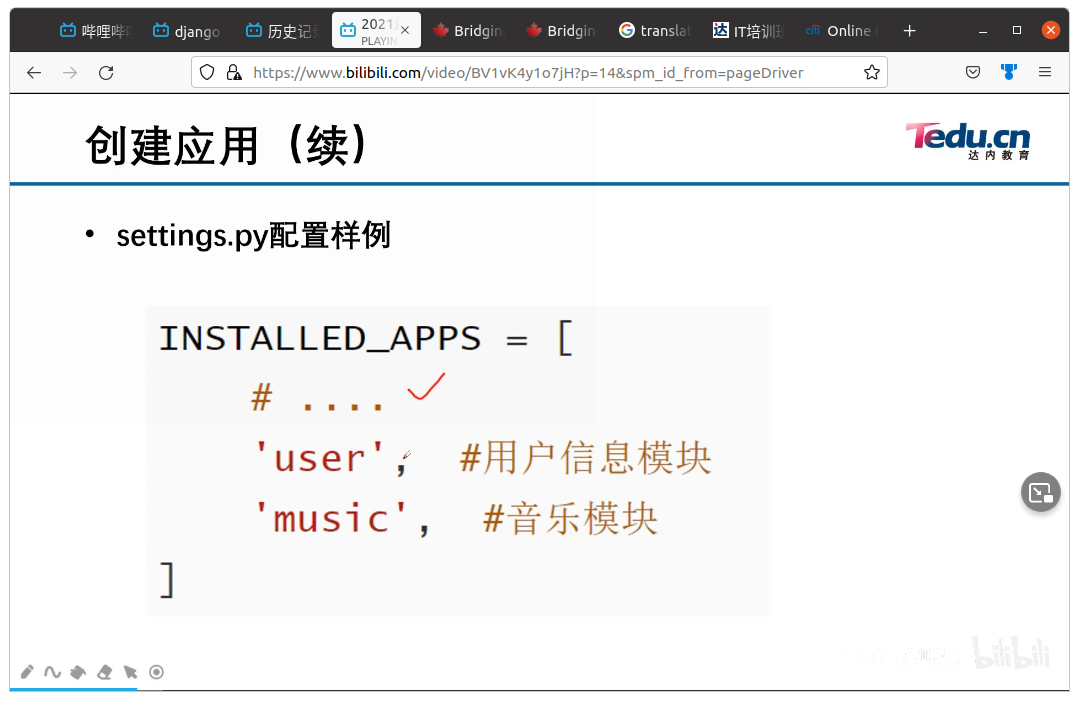 哔哩哔
django
历史记
2021
PLAYIN
Bridgin
Bridgin
translat
达 IT培训
citi Online
https://www.bilibili.com/video/BV1vK4y1o7jH?p=14&spm_id_from=pageDriver
创建应用（续）
Tedu.cn
达内教育
• settings.py配置样例
INSTALLED_APPS = [
# ....
'user', #用户信息模块
'music', #音乐模块
]
bilibili